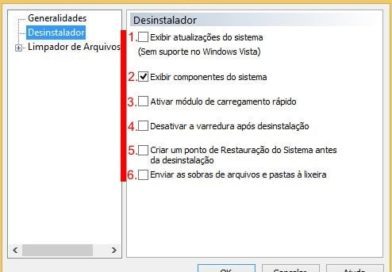 Generalidades
Desinstalador
Limpador de Arquivos
Desinstalador
1. Exibir atualizações do sistema
(Sem suporte no Windows Vista)
2. Exibir componentes do sistema
3. Ativar módulo de carregamento rápido
4. Desativar a varredura após desinstalação
5. Criar um ponto de Restauração do Sistema antes
da desinstalação
6. Enviar as sobras de arquivos e pastas à lixeira
OK Cancelar Ajuda